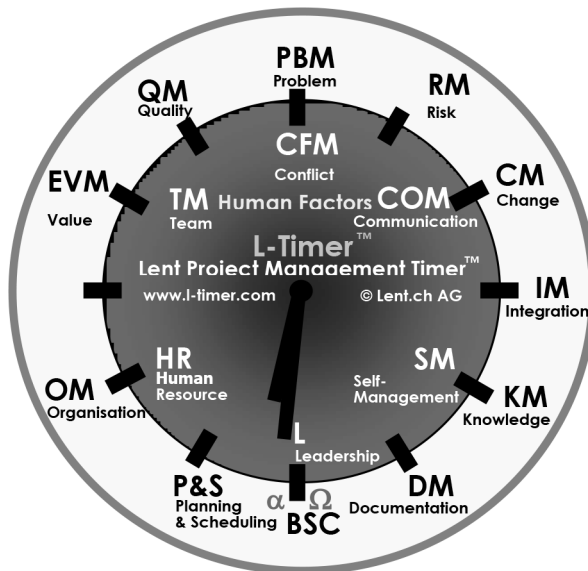 PBM
Problem
QM
Quality
RM
Risk
CFM
Conflict
EVM
Value
CM
Change
TM
Team
Human Factors
COM
Communication
L-Timer™
Lent Project Management Timer™
www.l-timer.com
© Lent.ch AG
IM
Integration
HR
Human
Resource
SM
Self-
Management
OM
Organisation
KM
Knowledge
L
Leadership
P&S
Planning
& Scheduling
α Ω
BSC
DM
Documentation